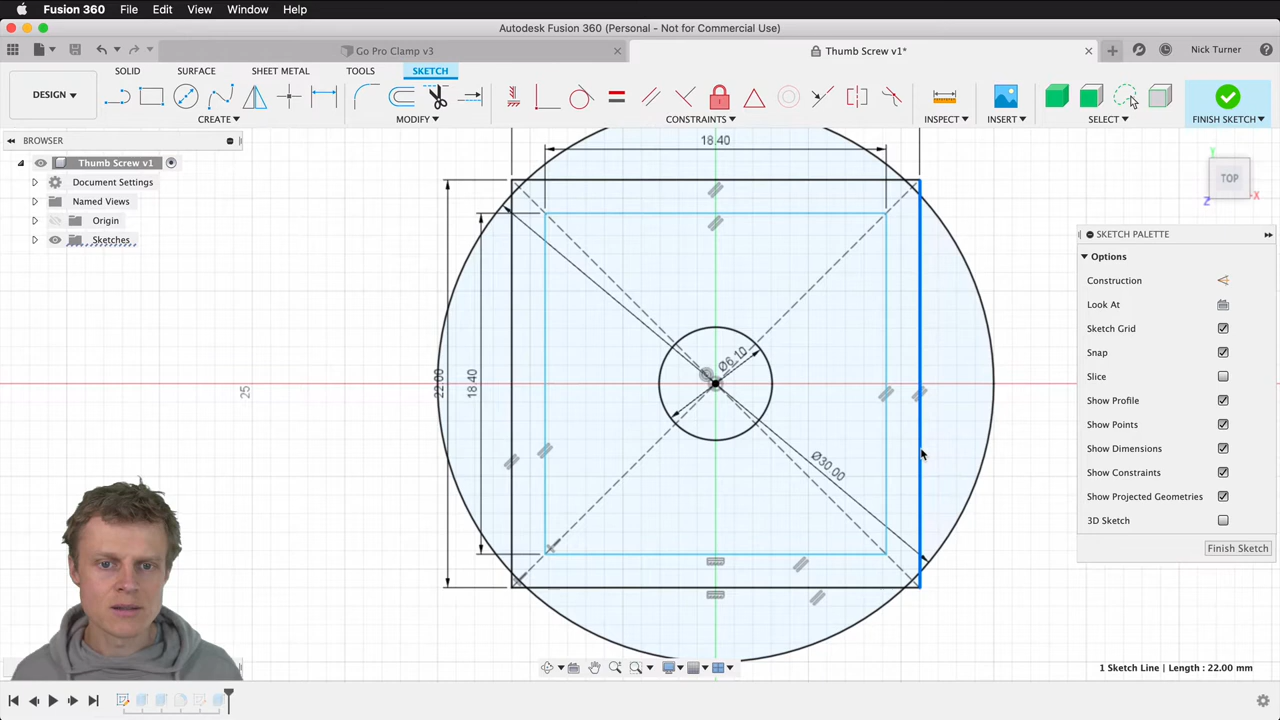 Fusion 360 File Edit View Window Help
Autodesk Fusion 360 (Personal - Not for Commercial Use)
Go Pro Clamp v3
Thumb Screw v1*
Nick Turner
SOLID SURFACE SHEET METAL TOOLS SKETCH
DESIGN
CREATE MODIFY CONSTRAINTS INSPECT INSERT SELECT FINISH SKETCH
BROWSER
Thumb Screw v1
Document Settings
Named Views
Origin
Sketches
18.40
22.00
18.40
Ø6.10
Ø30.00
25
TOP
Y
X
Z
SKETCH PALETTE
Options
Construction
Look At
Sketch Grid
Snap
Slice
Show Profile
Show Points
Show Dimensions
Show Constraints
Show Projected Geometries
3D Sketch
Finish Sketch
1 Sketch Line | Length : 22.00 mm